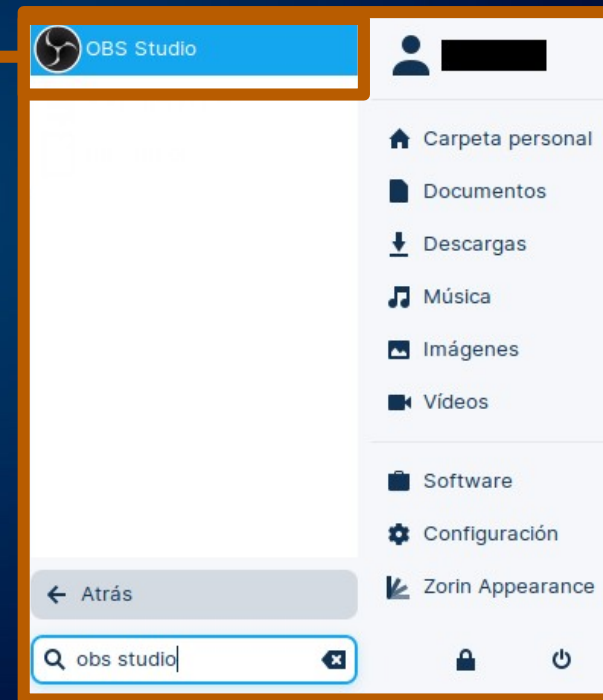 OBS Studio
Carpeta personal
Documentos
Descargas
Música
Imágenes
Vídeos
Software
Configuración
Zorin Appearance
Atrás
obs studio